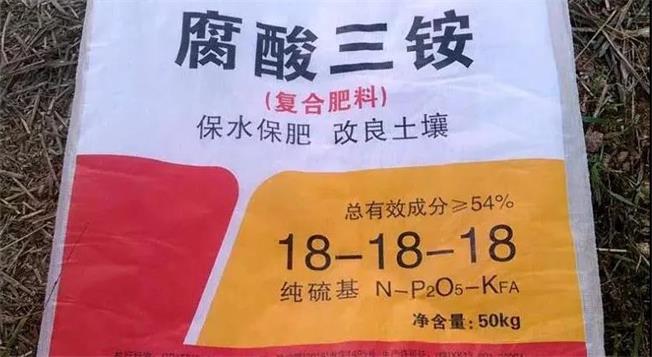 腐酸三铵
(复合肥料)
保水保肥 改良土壤
总有效成分≥54%
18-18-18
纯硫基 N-P2O5-KFA
净含量:50kg